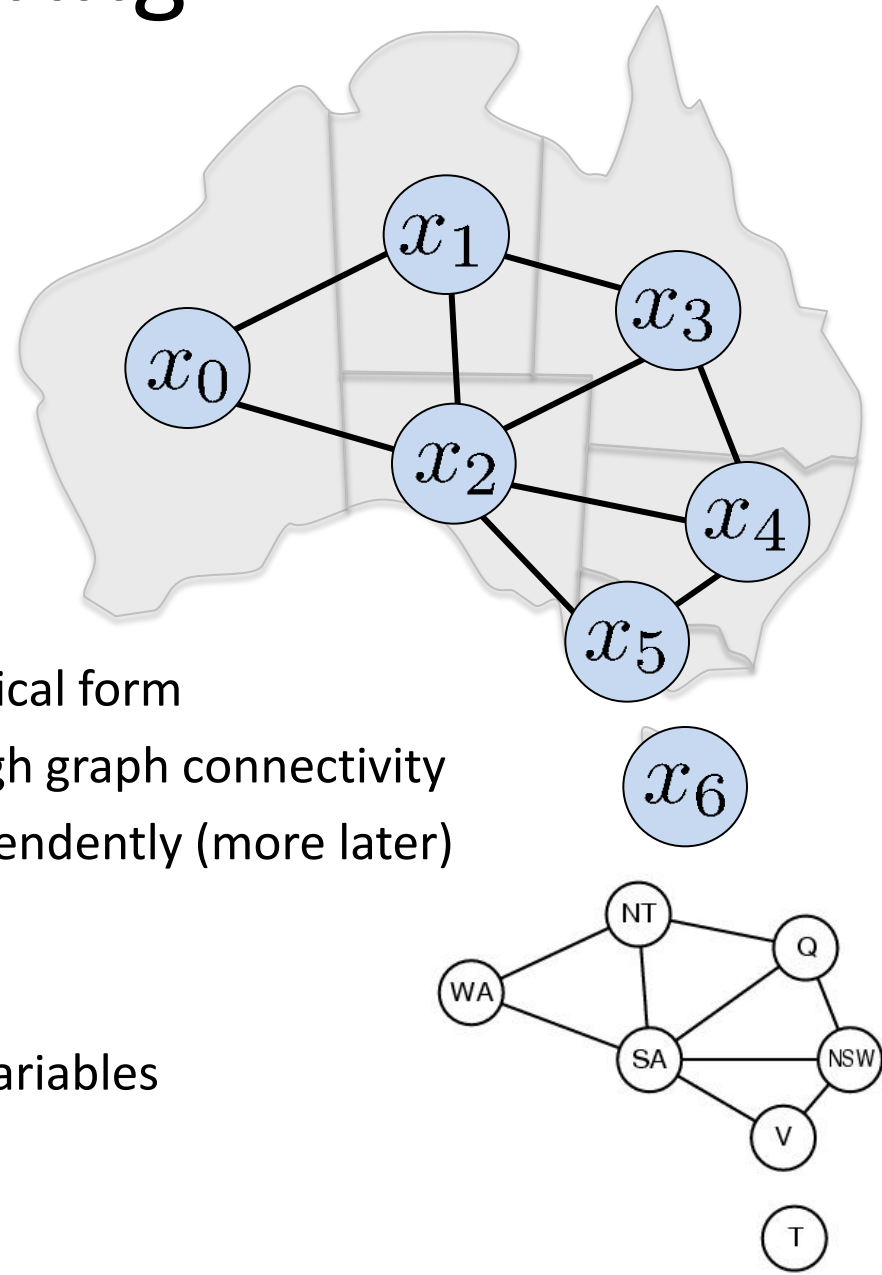 x1
x3
x0
x2
x4
x5
ical form
gh graph connectivity
x6
endently (more later)
NT
Q
WA
SA
NSW
ariables
V
T